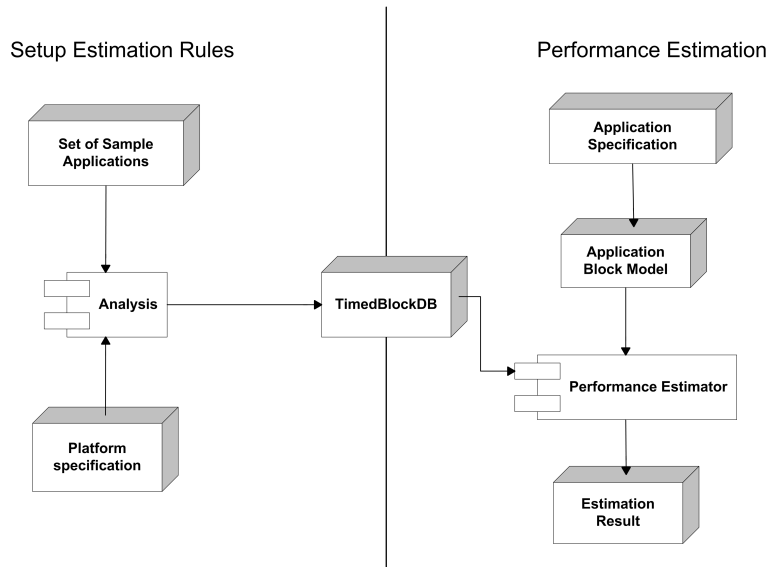 Setup Estimation Rules
Performance Estimation
Set of Sample
Applications
Application
Specification
Application
Block Model
Analysis
TimedBlockDB
Performance Estimator
Platform
specification
Estimation
Result